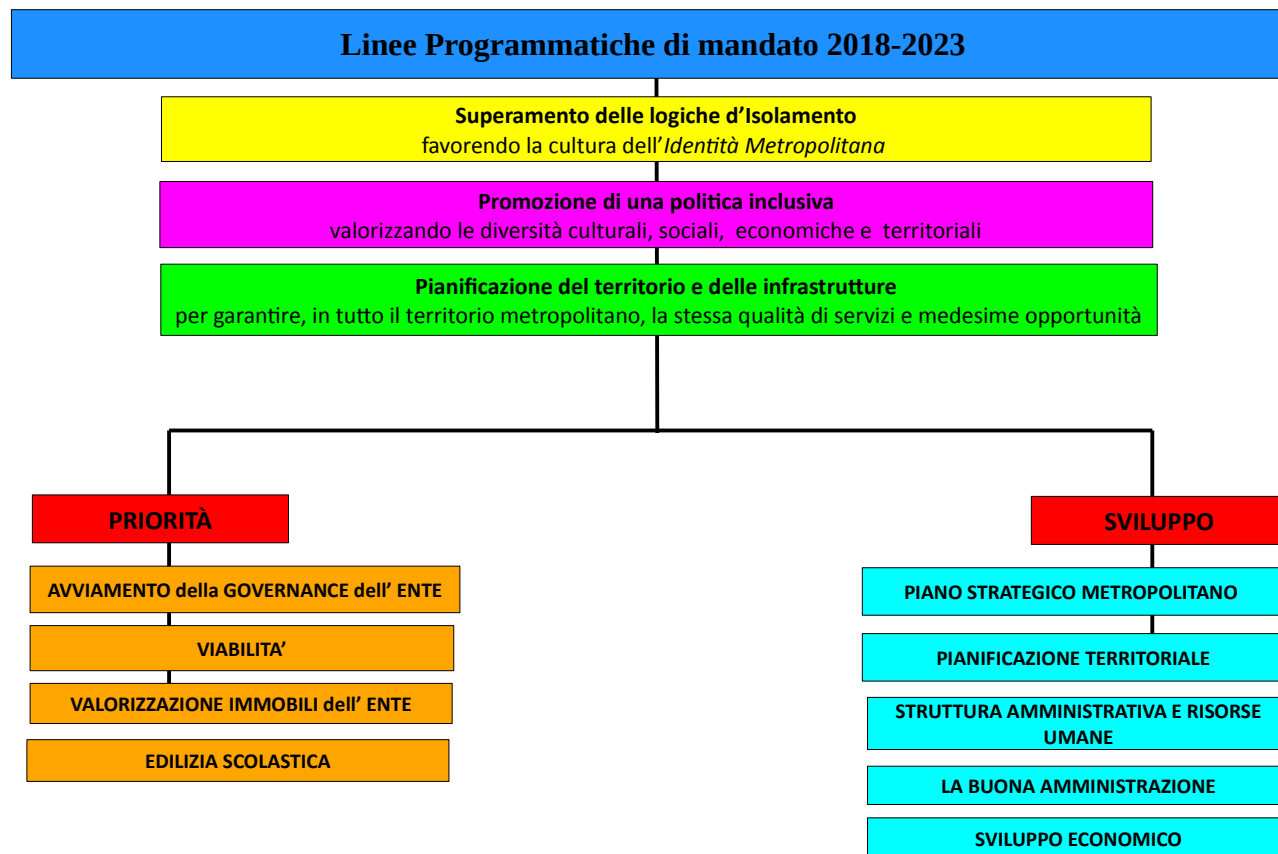 Linee Programmatiche di mandato 2018-2023
Superamento delle logiche d’Isolamento
favorendo la cultura dell’Identità Metropolitana
Promozione di una politica inclusiva
valorizzando le diversità culturali, sociali,  economiche e  territoriali
Pianificazione del territorio e delle infrastrutture
per garantire, in tutto il territorio metropolitano, la stessa qualità di servizi e medesime opportunità
PRIORITÀ
AVVIAMENTO della GOVERNANCE dell’ ENTE
VIABILITA’
VALORIZZAZIONE IMMOBILI dell’ ENTE
EDILIZIA SCOLASTICA
SVILUPPO
PIANO STRATEGICO METROPOLITANO
PIANIFICAZIONE TERRITORIALE
STRUTTURA AMMINISTRATIVA E RISORSE
UMANE
LA BUONA AMMINISTRAZIONE
SVILUPPO ECONOMICO